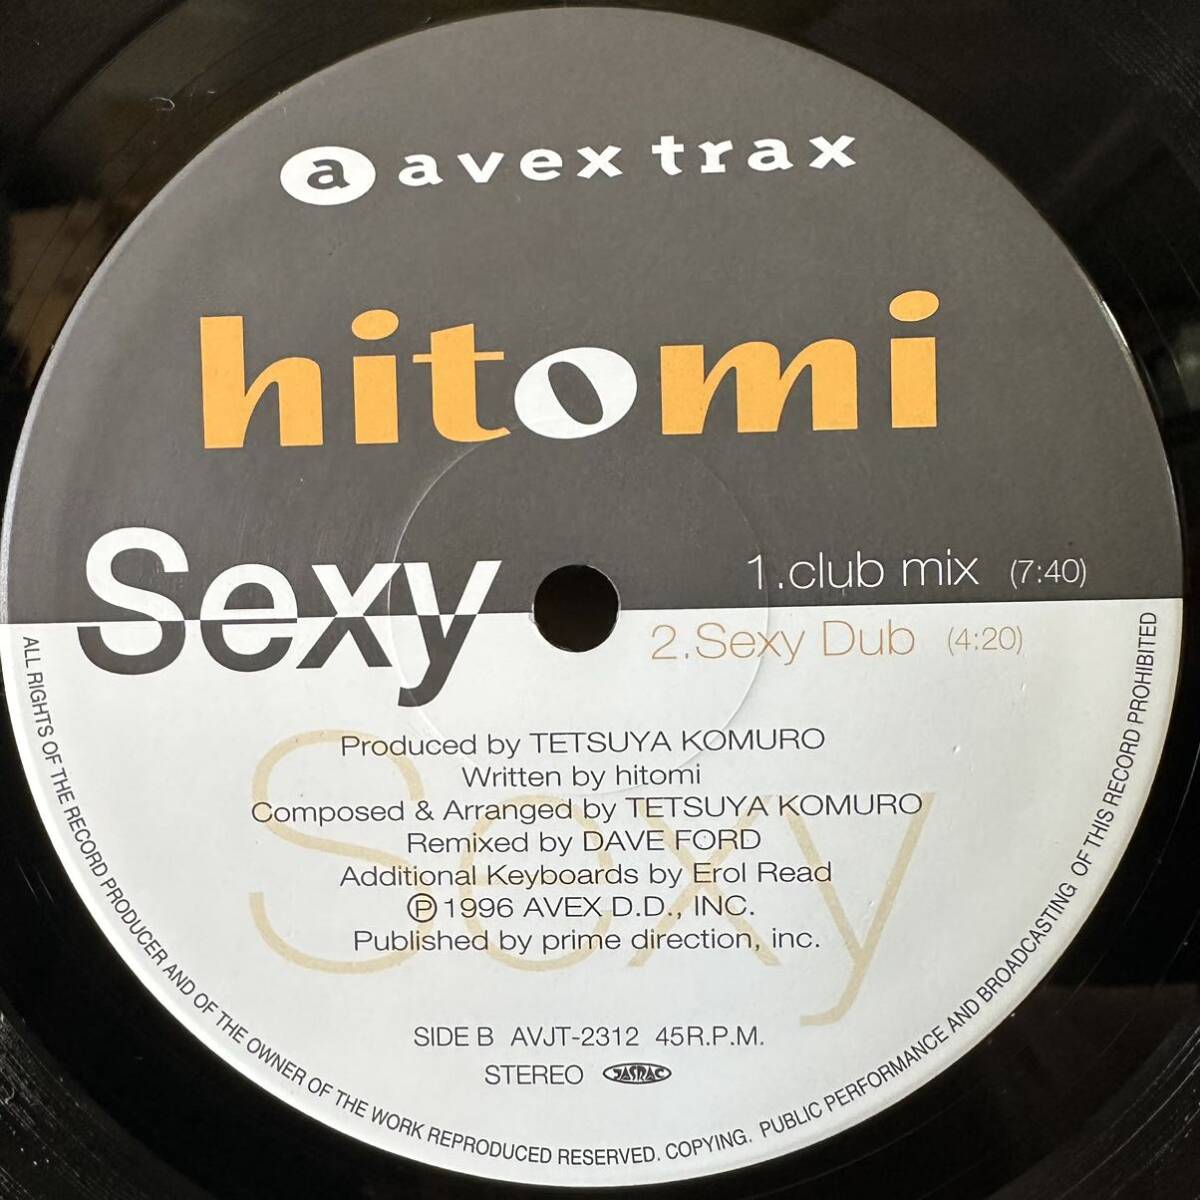 a avex trax
hitomi
Sexy
1.club mix (7:40)
2.Sexy Dub (4:20)
Sexy
Produced by TETSUYA KOMURO
Written by hitomi
Composed & Arranged by TETSUYA KOMURO
Remixed by DAVE FORD
Additional Keyboards by Erol Read
Ⓟ1996 AVEX D.D., INC.
Published by prime direction, inc.
SIDE B AVJT-2312 45R.P.M.
STEREO JASRAC
ALL RIGHTS OF THE RECORD PRODUCER AND OF THE OWNER OF THE WORK REPRODUCED RESERVED. COPYING. PUBLIC PERFORMANCE AND BROADCASTING OF THIS RECORD PROHIBITED